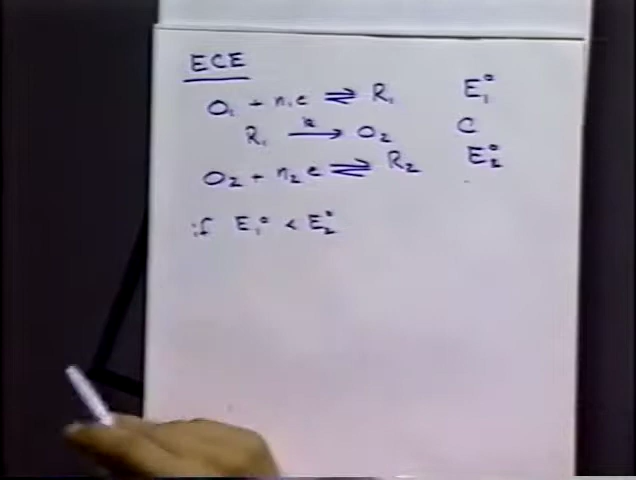 ECE
O₁ + n₁e ⇌ R₁ E₁°
R₁ —k→ O₂ C
O₂ + n₂e ⇌ R₂ E₂°
if E₁° < E₂°